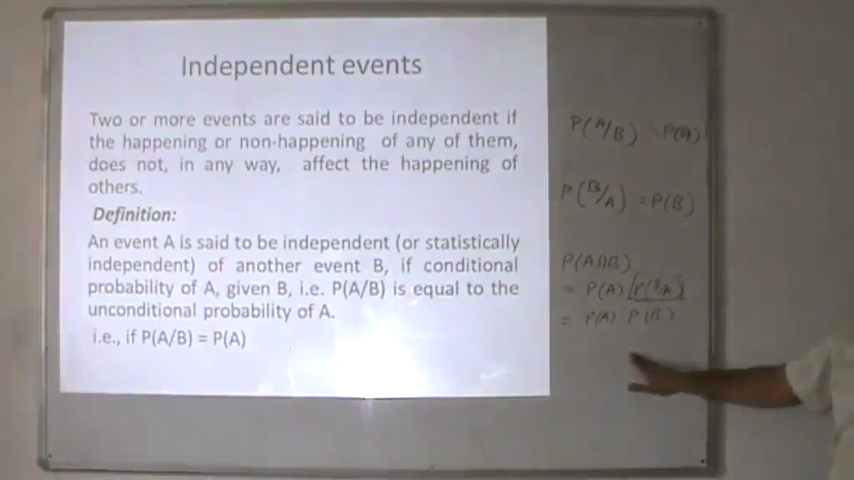 Independent events
Two or more events are said to be independent if
the happening or non-happening of any of them,
does not, in any way, affect the happening of
others.
Definition:
An event A is said to be independent (or statistically
independent) of another event B, if conditional
probability of A, given B, i.e. P(A/B) is equal to the
unconditional probability of A.
i.e., if P(A/B) = P(A)
P(A/B) =
P(B/A) = P(B)
P(A∩B)
= P(A) P(B/A)
= P(A) P(B)